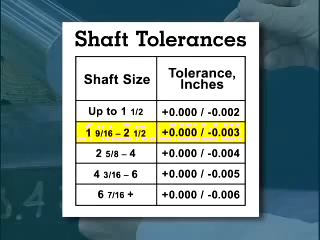 Shaft Tolerances
Shaft Size
Tolerance, Inches
Up to 1 1/2
+0.000 / -0.002
1 9/16 – 2 1/2
+0.000 / -0.003
2 5/8 – 4
+0.000 / -0.004
4 3/16 – 6
+0.000 / -0.005
6 7/16 +
+0.000 / -0.006